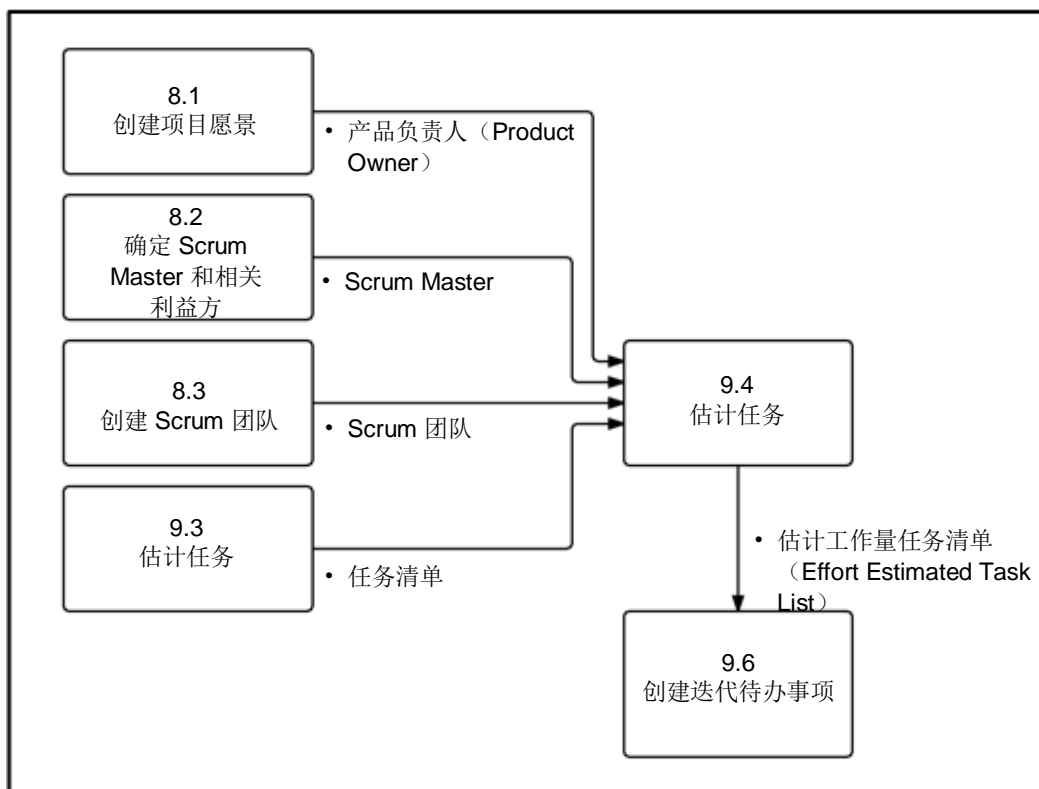 8.1
创建项目愿景
• 产品负责人（Product
Owner）
8.2
确定 Scrum
Master 和相关
利益方
• Scrum Master
8.3
创建 Scrum 团队
• Scrum 团队
9.3
估计任务
• 任务清单
9.4
估计任务
• 估计工作量任务清单
（Effort Estimated Task
List）
9.6
创建迭代待办事项